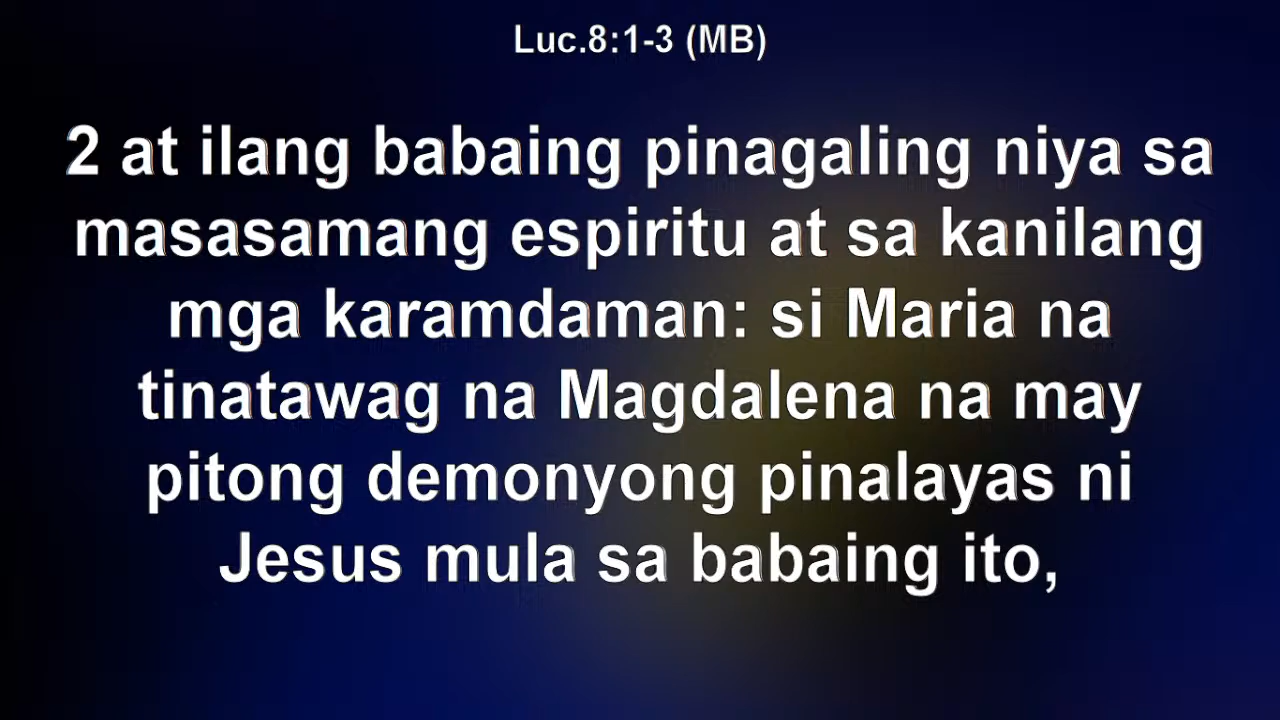 Luc.8:1-3 (MB)
2 at ilang babaing pinagaling niya sa
masasamang espiritu at sa kanilang
mga karamdaman: si Maria na
tinatawag na Magdalena na may
pitong demonyong pinalayas ni
Jesus mula sa babaing ito,